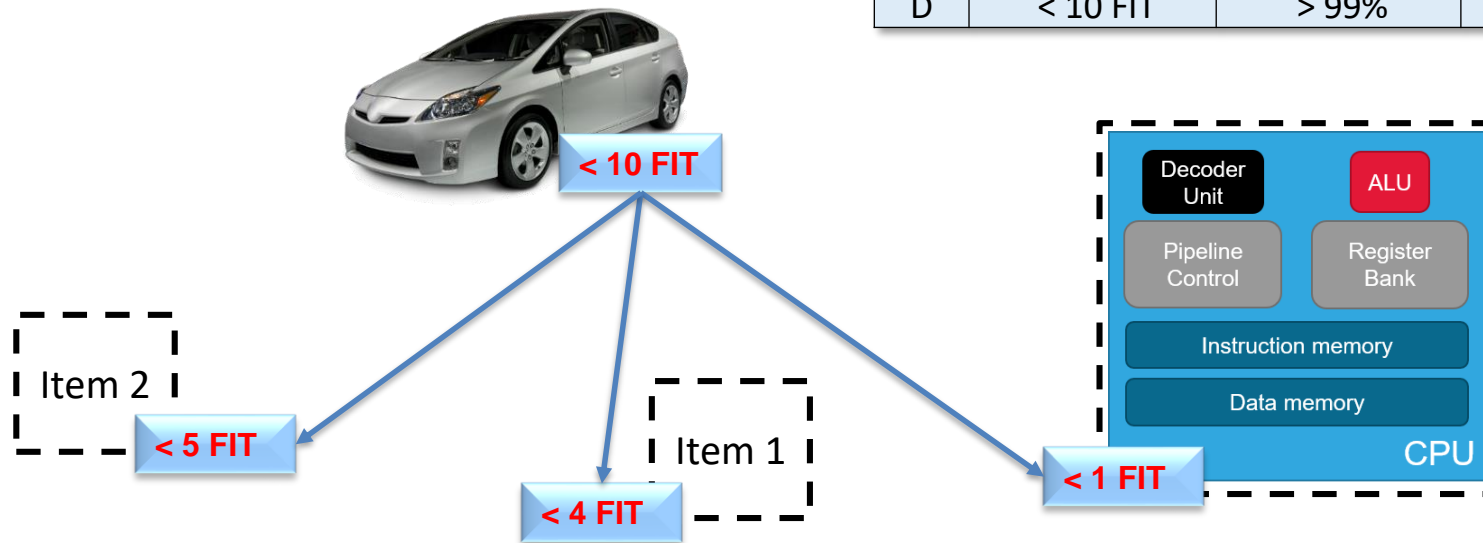 D < 10 FIT > 99%
< 10 FIT
Decoder
Unit
ALU
Pipeline
Control
Register
Bank
Instruction memory
Data memory
CPU
Item 2
< 5 FIT
Item 1
< 4 FIT
< 1 FIT